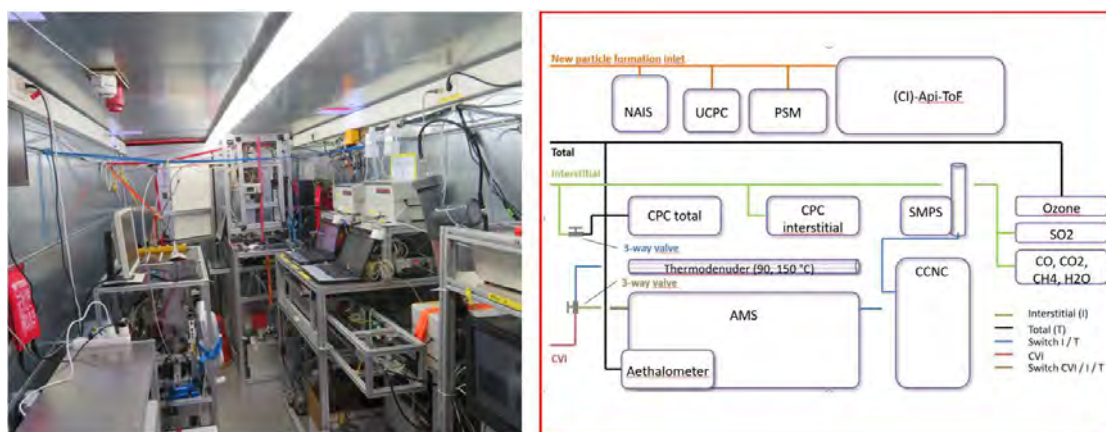 New particle formation inlet
NAIS
UCPC
PSM
(CI)-Api-ToF
Total
Interstitial
CPC total
CPC
interstitial
SMPS
Ozone
SO2
CO, CO2,
CH4, H2O
3-way valve
Thermodenuder (90, 150 °C)
CCNC
3-way valve
AMS
CVI
Aethalometer
Interstitial (I)
Total (T)
Switch I / T
CVI
Switch CVI / I / T